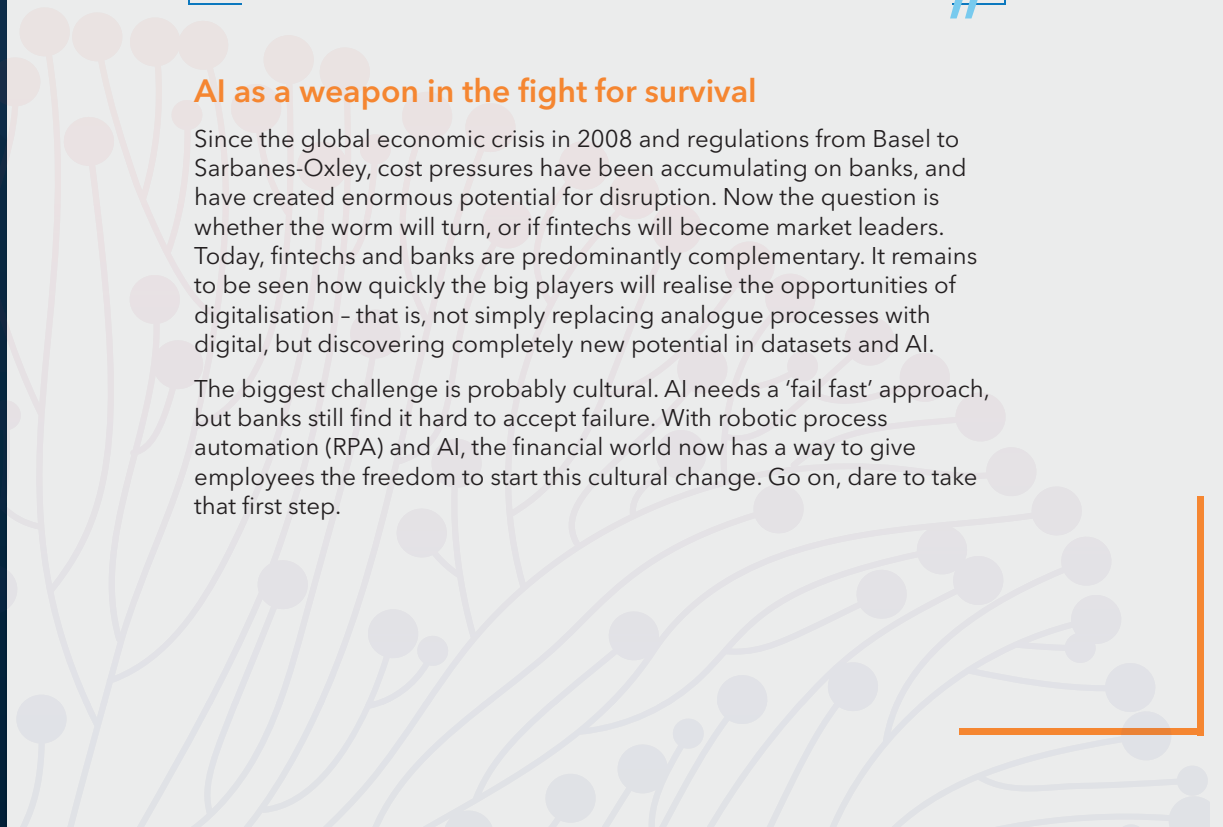 AI as a weapon in the fight for survival
Since the global economic crisis in 2008 and regulations from Basel to
Sarbanes-Oxley, cost pressures have been accumulating on banks, and
have created enormous potential for disruption. Now the question is
whether the worm will turn, or if fintechs will become market leaders.
Today, fintechs and banks are predominantly complementary. It remains
to be seen how quickly the big players will realise the opportunities of
digitalisation – that is, not simply replacing analogue processes with
digital, but discovering completely new potential in datasets and AI.
The biggest challenge is probably cultural. AI needs a ‘fail fast’ approach,
but banks still find it hard to accept failure. With robotic process
automation (RPA) and AI, the financial world now has a way to give
employees the freedom to start this cultural change. Go on, dare to take
that first step.